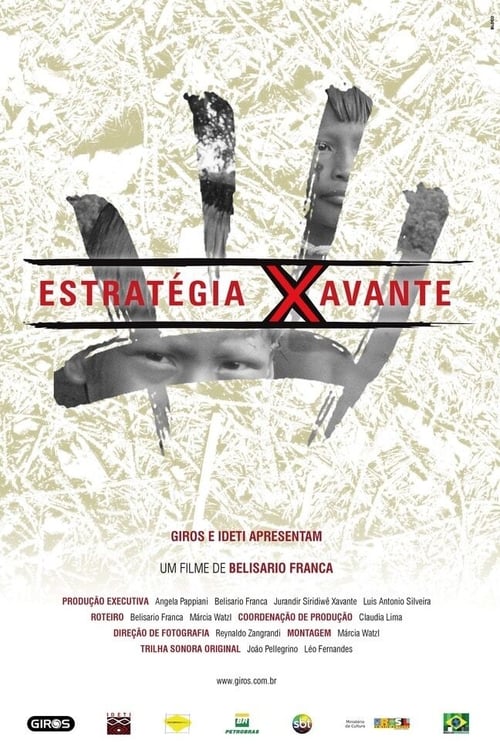 ESTRATÉGIA XAVANTE
GIROS E IDETI APRESENTAM
UM FILME DE BELISARIO FRANCA
PRODUÇÃO EXECUTIVA Angela Pappiani Belisario Franca Jurandir Siridiwê Xavante Luis Antonio Silveira
ROTEIRO Belisario Franca Márcia Watzl COORDENAÇÃO DE PRODUÇÃO Claudia Lima
DIREÇÃO DE FOTOGRAFIA Reynaldo Zangrandi MONTAGEM Márcia Watzl
TRILHA SONORA ORIGINAL João Pellegrino Léo Fernandes
www.giros.com.br
GIROS IDETI BR PETROBRAS sbt Ministério da Cultura